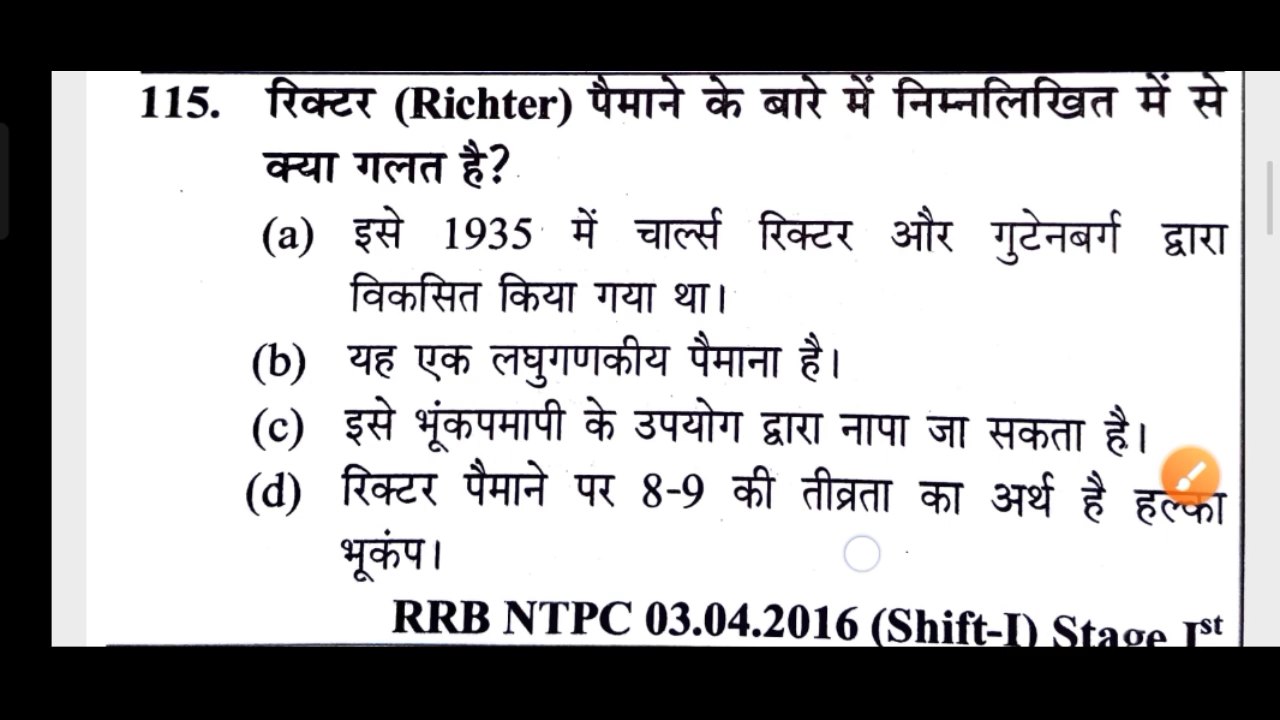 115. रिक्टर (Richter) पैमाने के बारे में निम्नलिखित में से
क्या गलत है?
(a) इसे 1935 में चार्ल्स रिक्टर और गुटेनबर्ग द्वारा
विकसित किया गया था।
(b) यह एक लघुगणकीय पैमाना है।
(c) इसे भूंकपमापी के उपयोग द्वारा नापा जा सकता है।
(d) रिक्टर पैमाने पर 8-9 की तीव्रता का अर्थ है हल्का
भूकंप।
RRB NTPC 03.04.2016 (Shift-I) Stage Ist